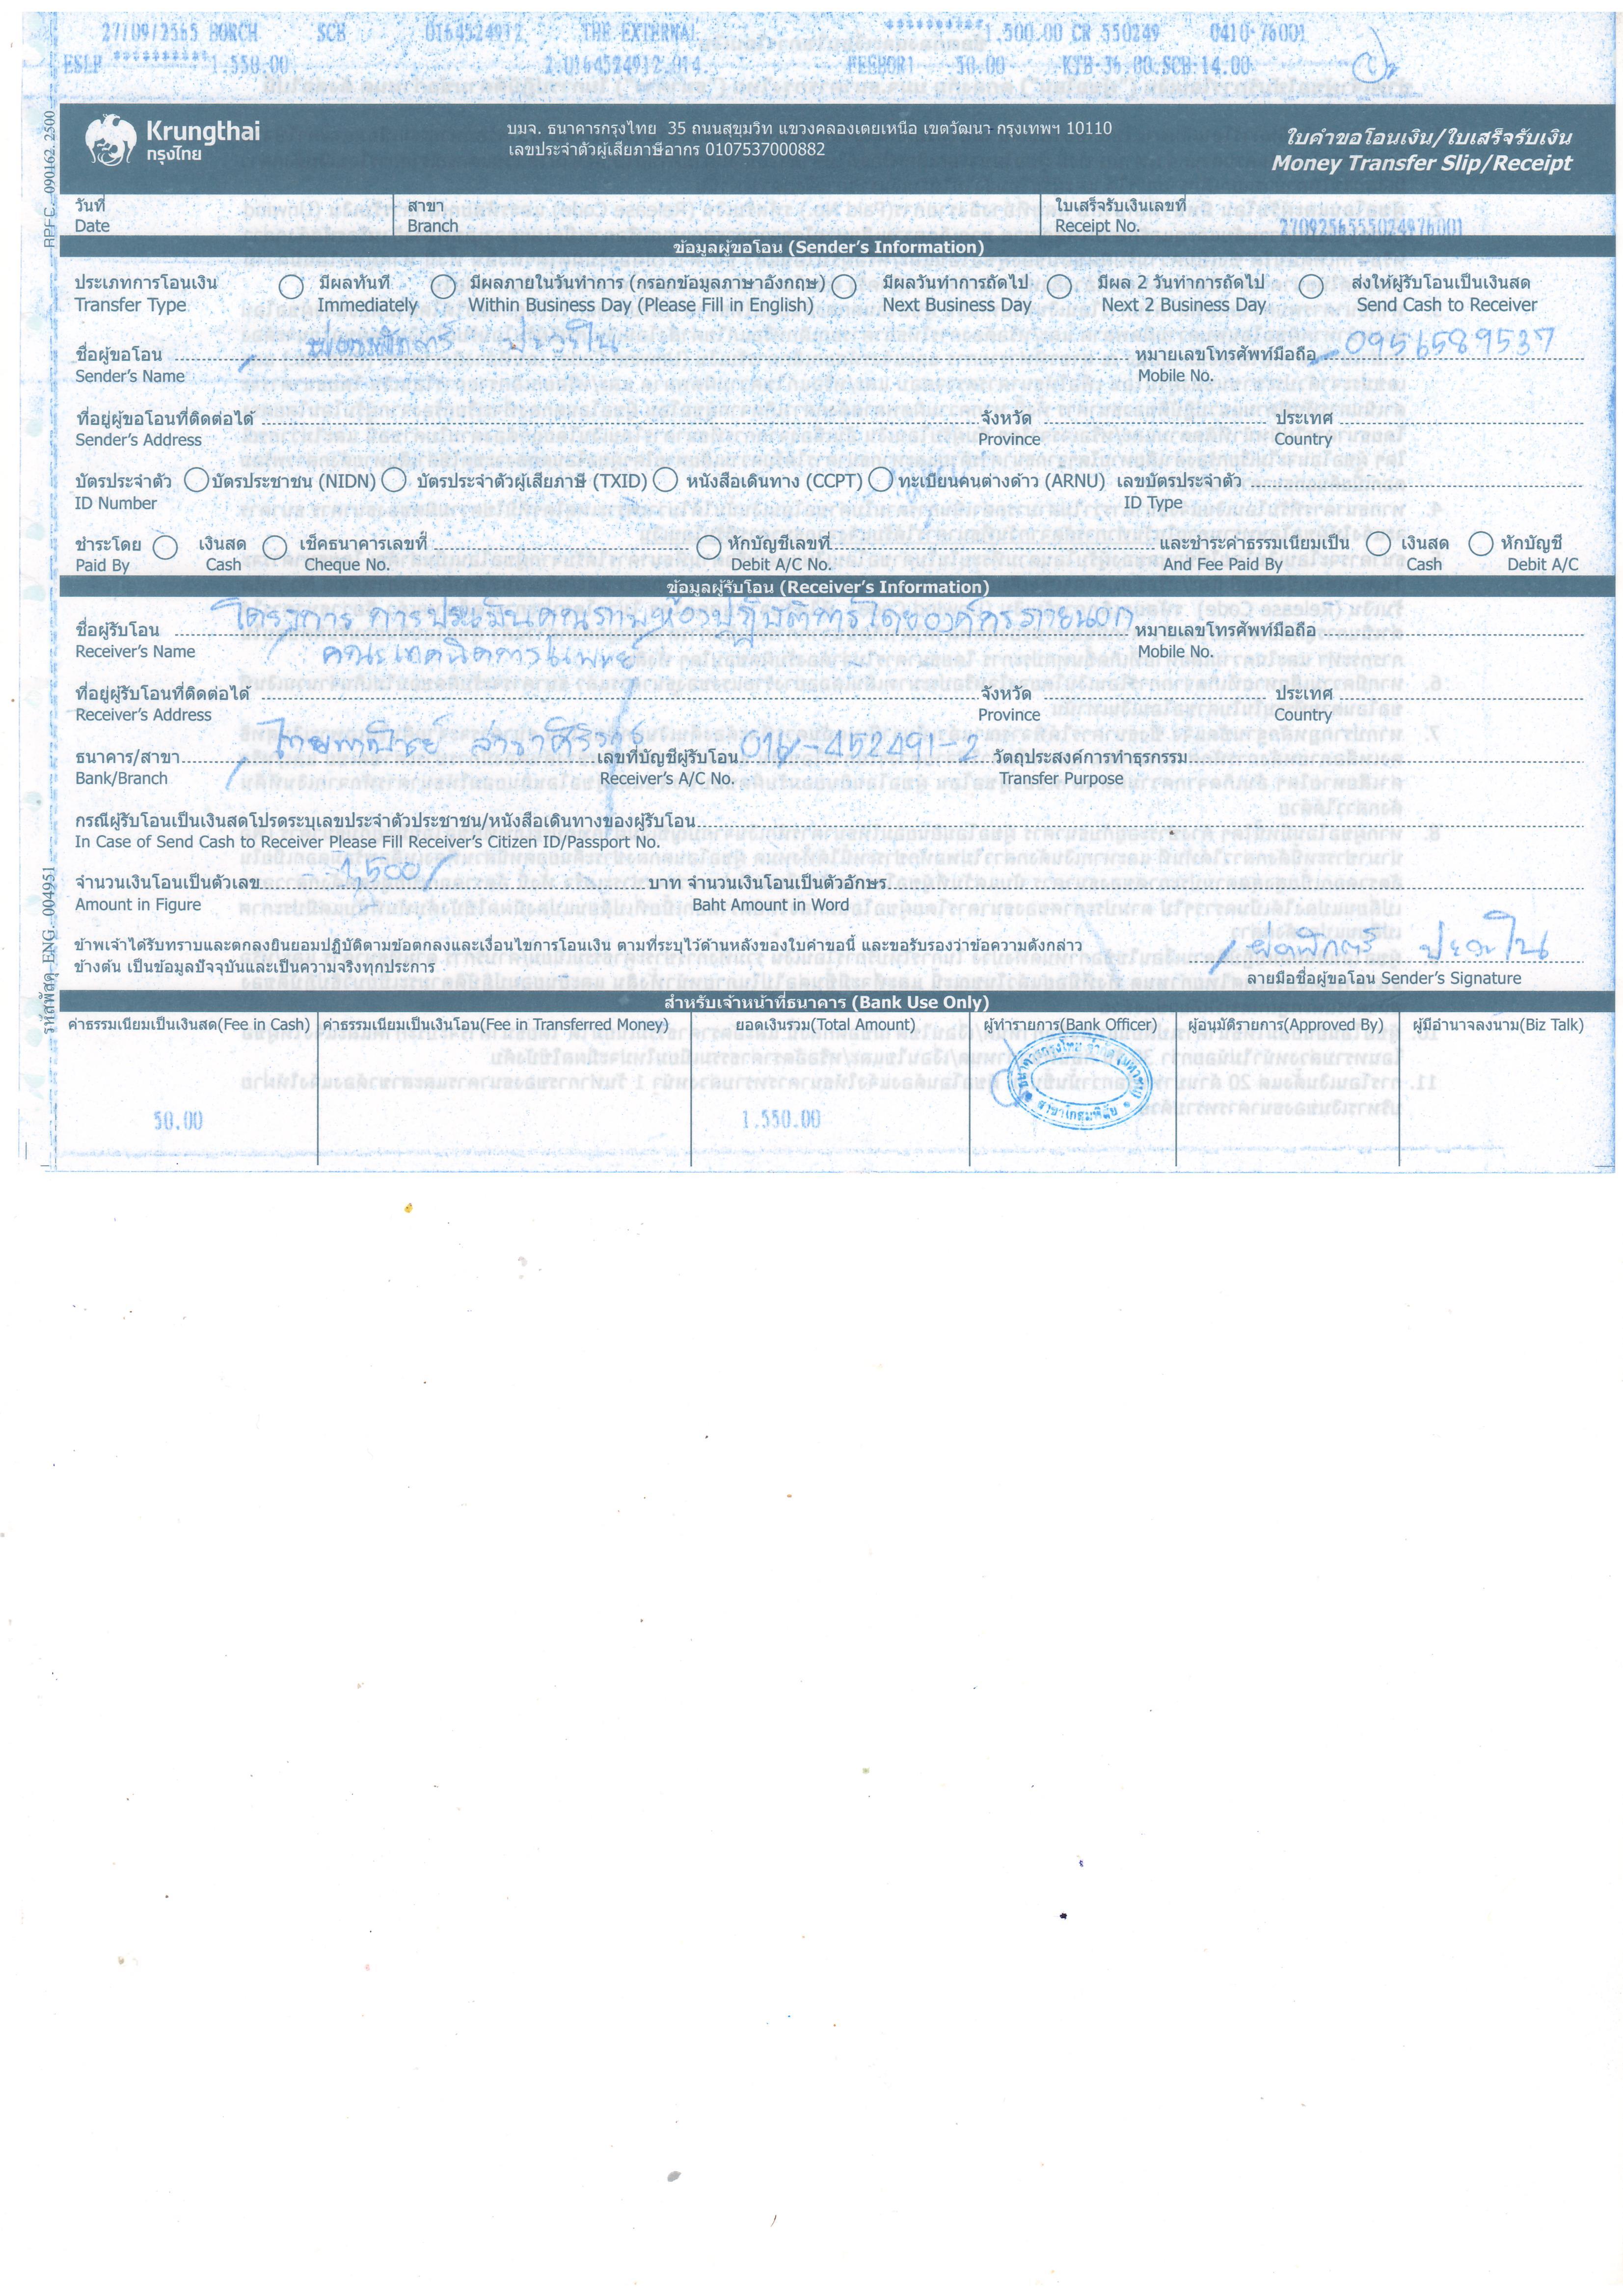 27/09/2565 BORCH SCB 0164524912 THE EXTERNAL **********1,500.00 CR 550249 0410-76001
ESLP **********1,550.00 2.0164524912.014. FEEPOR1 50.00 KTB-36.00.SCB-14.00
RPFC. 090162. 2500
รหัสพัสดุ ENG. 004951
Krungthai
กรุงไทย
บมจ. ธนาคารกรุงไทย 35 ถนนสุขุมวิท แขวงคลองเตยเหนือ เขตวัฒนา กรุงเทพฯ 10110
เลขประจำตัวผู้เสียภาษีอากร 0107537000882
ใบคำขอโอนเงิน/ใบเสร็จรับเงิน
Money Transfer Slip/Receipt
วันที่ สาขา ใบเสร็จรับเงินเลขที่
Date Branch Receipt No. 2709256555024976001
ข้อมูลผู้ขอโอน (Sender's Information)
ประเภทการโอนเงิน มีผลทันที มีผลภายในวันทำการ (กรอกข้อมูลภาษาอังกฤษ) มีผลวันทำการถัดไป มีผล 2 วันทำการถัดไป ส่งให้ผู้รับโอนเป็นเงินสด
Transfer Type Immediately Within Business Day (Please Fill in English) Next Business Day Next 2 Business Day Send Cash to Receiver
ชื่อผู้ขอโอน หมายเลขโทรศัพท์มือถือ 0956589537
Sender's Name Mobile No.
ที่อยู่ผู้ขอโอนที่ติดต่อได้ จังหวัด ประเทศ
Sender's Address Province Country
บัตรประจำตัว บัตรประชาชน (NIDN) บัตรประจำตัวผู้เสียภาษี (TXID) หนังสือเดินทาง (CCPT) ทะเบียนคนต่างด้าว (ARNU) เลขบัตรประจำตัว
ID Number ID Type
ชำระโดย เงินสด เช็คธนาคารเลขที่ หักบัญชีเลขที่ และชำระค่าธรรมเนียมเป็น เงินสด หักบัญชี
Paid By Cash Cheque No. Debit A/C No. And Fee Paid By Cash Debit A/C
ข้อมูลผู้รับโอน (Receiver's Information)
ชื่อผู้รับโอน โครงการ การประเมินคุณภาพห้องปฏิบัติการโดยองค์กรภายนอก หมายเลขโทรศัพท์มือถือ
Receiver's Name คณะเทคนิคการแพทย์ Mobile No.
ที่อยู่ผู้รับโอนที่ติดต่อได้ จังหวัด ประเทศ
Receiver's Address Province Country
ธนาคาร/สาขา ไทยพาณิชย์ สาขาศิริราช เลขที่บัญชีผู้รับโอน 016-452491-2 วัตถุประสงค์การทำธุรกรรม
Bank/Branch Receiver's A/C No. Transfer Purpose
กรณีผู้รับโอนเป็นเงินสดโปรดระบุเลขประจำตัวประชาชน/หนังสือเดินทางของผู้รับโอน
In Case of Send Cash to Receiver Please Fill Receiver's Citizen ID/Passport No.
จำนวนเงินโอนเป็นตัวเลข 1,500/ บาท จำนวนเงินโอนเป็นตัวอักษร
Amount in Figure Baht Amount in Word
ข้าพเจ้าได้รับทราบและตกลงยินยอมปฏิบัติตามข้อตกลงและเงื่อนไขการโอนเงิน ตามที่ระบุไว้ด้านหลังของใบคำขอนี้ และขอรับรองว่าข้อความดังกล่าว
ข้างต้น เป็นข้อมูลปัจจุบันและเป็นความจริงทุกประการ
ลายมือชื่อผู้ขอโอน Sender's Signature
สำหรับเจ้าหน้าที่ธนาคาร (Bank Use Only)
ค่าธรรมเนียมเป็นเงินสด(Fee in Cash) ค่าธรรมเนียมเป็นเงินโอน(Fee in Transferred Money) ยอดเงินรวม(Total Amount) ผู้ทำรายการ(Bank Officer) ผู้อนุมัติรายการ(Approved By) ผู้มีอำนาจลงนาม(Biz Talk)
ธนาคารกรุงไทย จำกัด (มหาชน)
สาขาโกสุมพิสัย
50.00 1,550.00